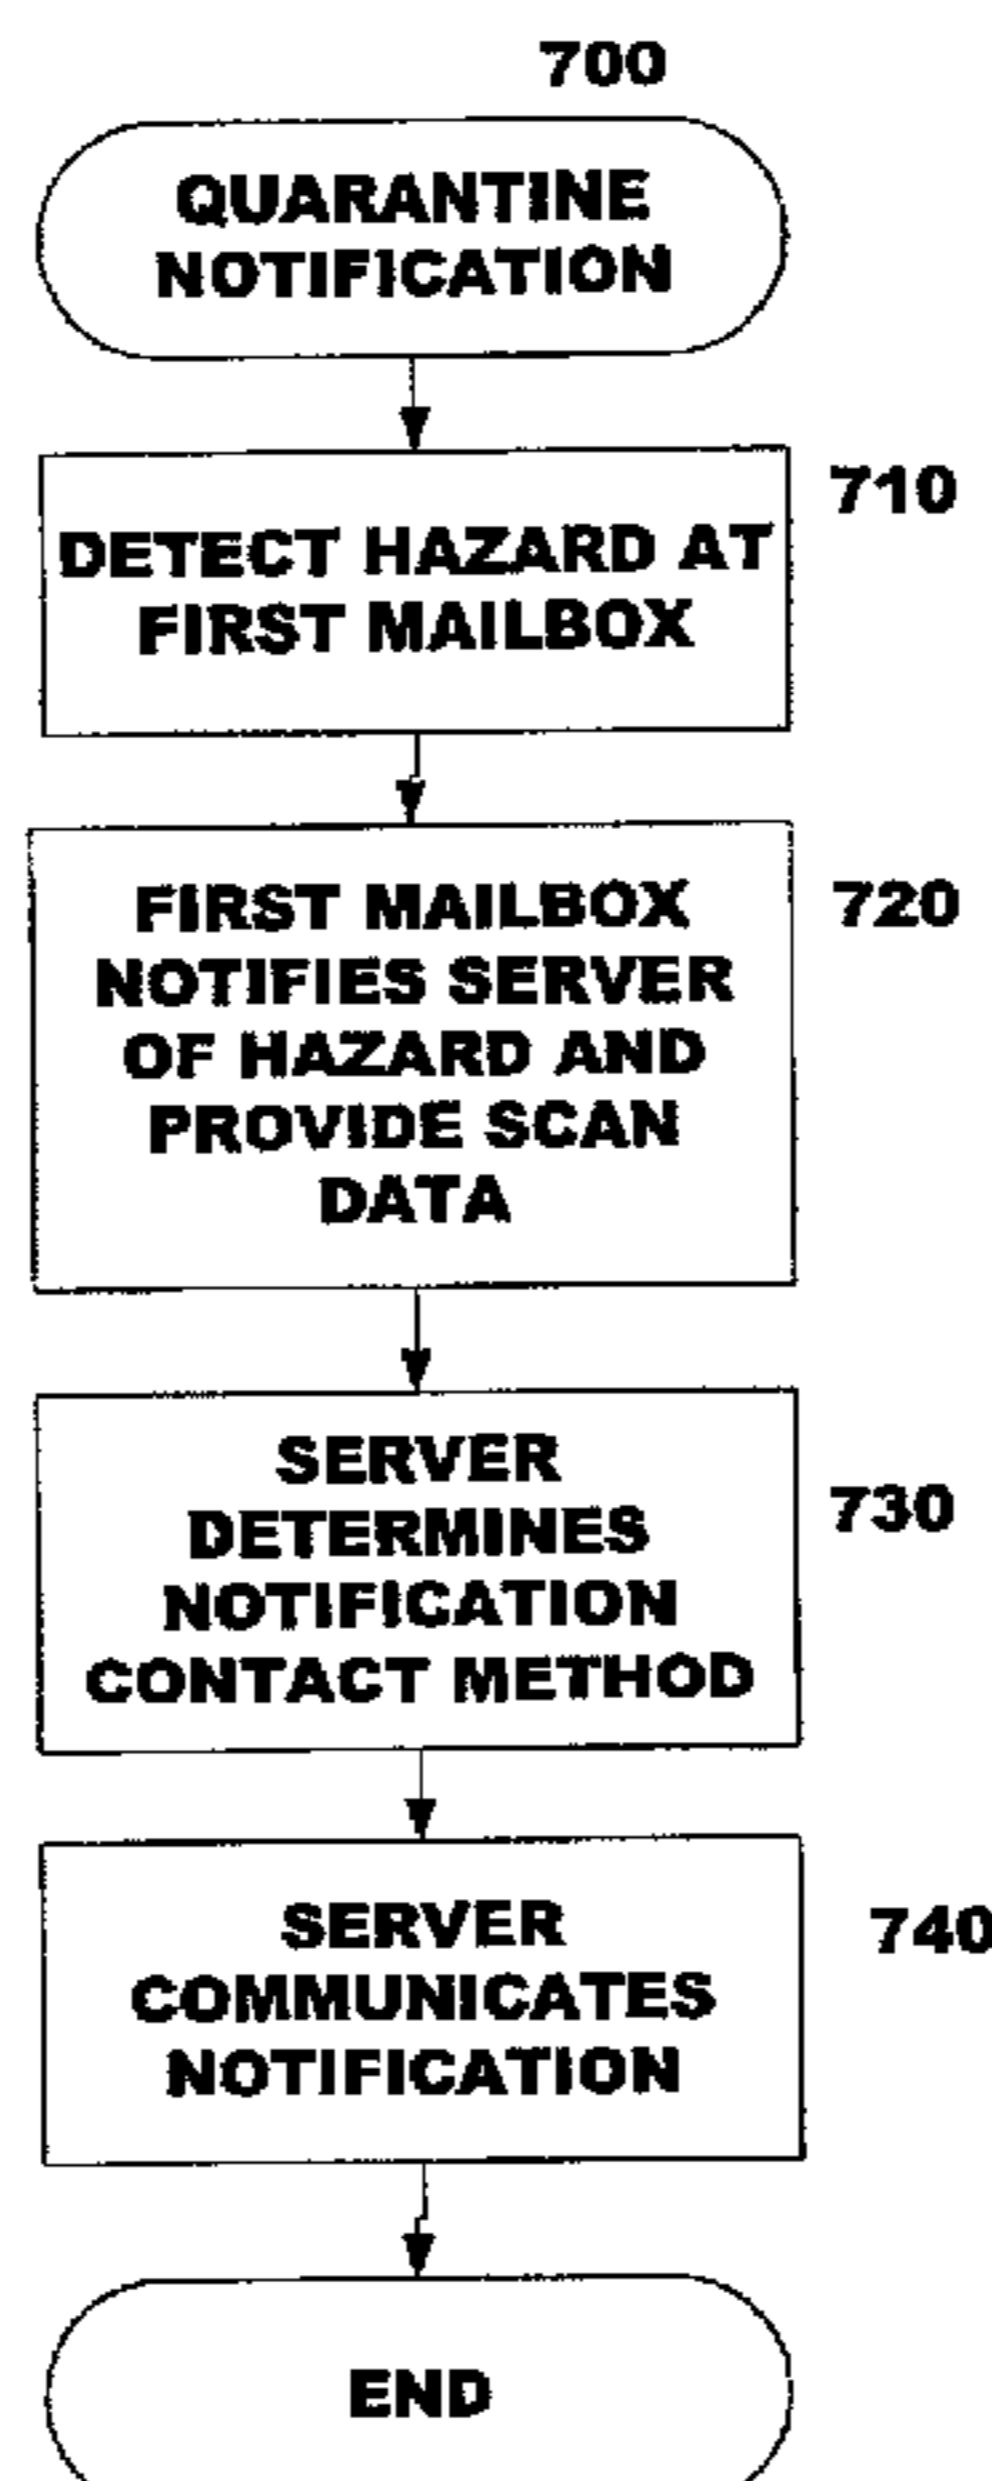 700
QUARANTINE
NOTIFICATION
710
DETECT HAZARD AT
FIRST MAILBOX
720
FIRST MAILBOX
NOTIFIES SERVER
OF HAZARD AND
PROVIDE SCAN
DATA
730
SERVER
DETERMINES
NOTIFICATION
CONTACT METHOD
740
SERVER
COMMUNICATES
NOTIFICATION
END